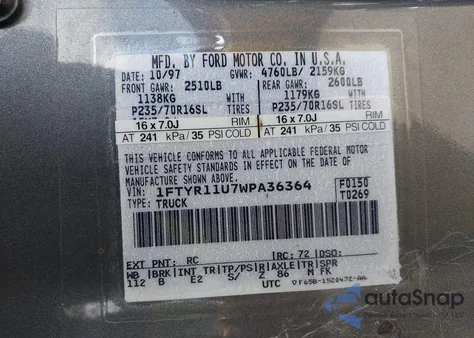 MFD. BY FORD MOTOR CO. IN U.S.A.
DATE: 10/97 GVWR: 4760LB/ 2159KG
FRONT GAWR: 2510LB REAR GAWR: 2600LB
1138KG WITH 1179KG WITH
P235/70R16SL TIRES P235/70R16SL TIRES
16 x 7.0J RIM 16 x 7.0J RIM
AT 241 kPa/ 35 PSI COLD AT 241 kPa/ 35 PSI COLD
THIS VEHICLE CONFORMS TO ALL APPLICABLE FEDERAL MOTOR
VEHICLE SAFETY STANDARDS IN EFFECT ON THE DATE OF
MANUFACTURE SHOWN ABOVE.
VIN: 1FTYR11U7WPA36364 F0150
TYPE: TRUCK T0269
EXT PNT: RC RC: 72 DSO:
WB BRK INT TR TP/PS R AXLE TR SPR
112 B E2 S/ Z 86 M FK
UTC
autaSnap